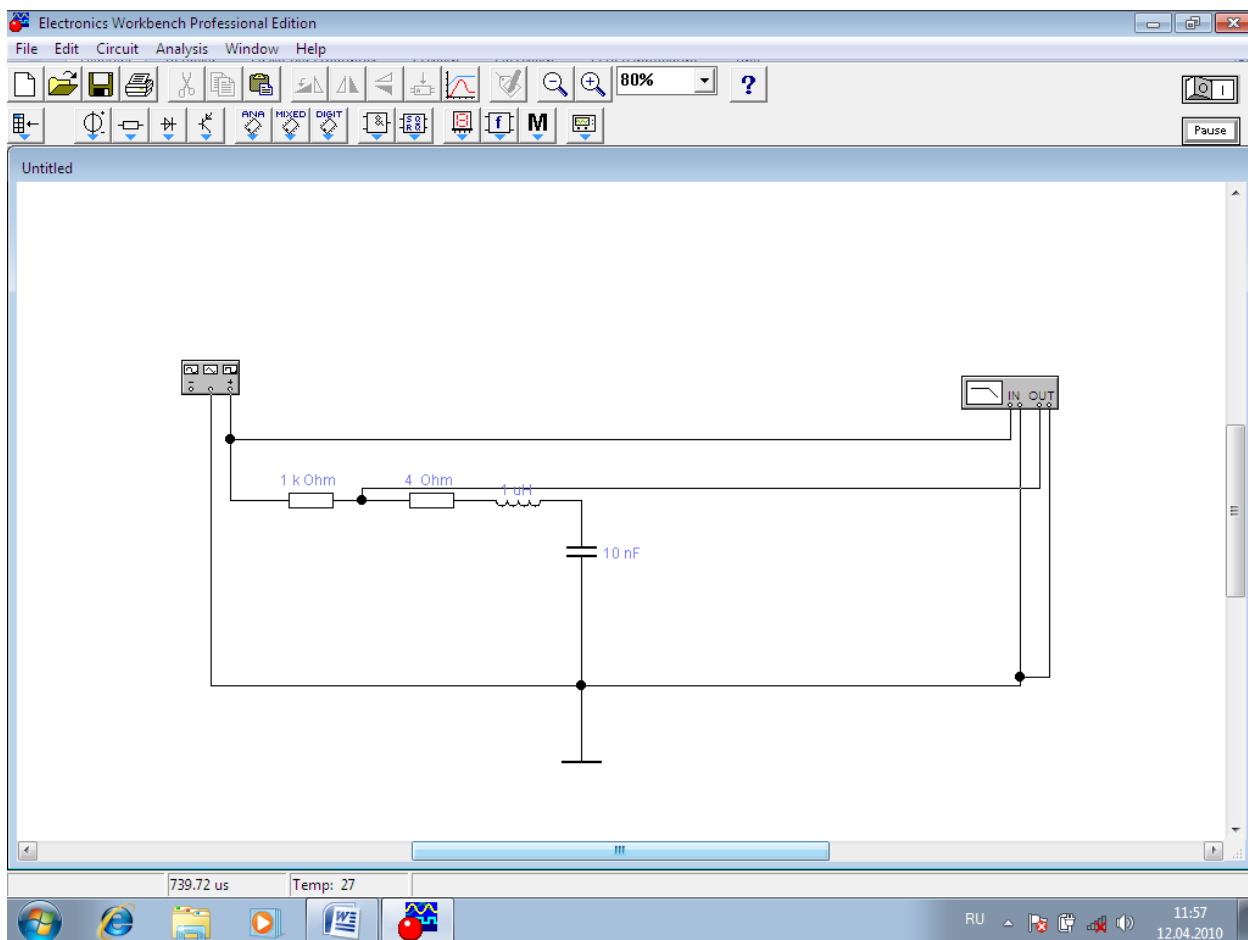 Electronics Workbench Professional Edition
File Edit Circuit Analysis Window Help
80%
?
ANA MIXED DIGIT
&
f
M
Pause
Untitled
- +
IN OUT
1 k Ohm
4 Ohm
1 uH
10 nF
739.72 us
Temp: 27
RU
11:57
12.04.2010